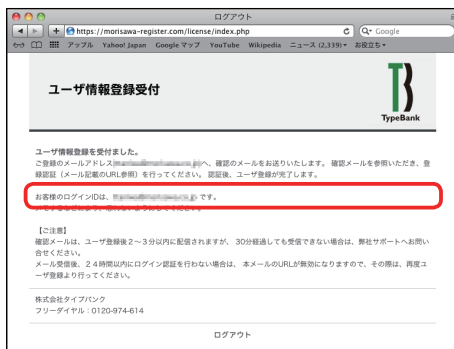 ログアウト
https://morisawa-register.com/license/index.php
Google
アップル Yahoo! Japan Google マップ YouTube Wikipedia ニュース (2,339)▾ お役立ち▾
ユーザ情報登録受付
TypeBank
ユーザ情報登録を受付ました。
ご登録のメールアドレス へ、確認のメールをお送りいたします。 確認メールを参照いただき、登
録認証(メール記載のURL参照)を行ってください。 認証後、ユーザ登録が完了します。
お客様のログインIDは、 です。
【ご注意】
確認メールは、ユーザ登録後2~3分以内に配信されますが、 30分経過しても受信できない場合は、弊社サポートへお問い
合せください。
メール受信後、24時間以内にログイン認証を行わない場合は、 本メールのURLが無効になりますので、その際は、再度ユ
ーザ登録より行ってください。
株式会社タイプバンク
フリーダイヤル:0120-974-614
ログアウト